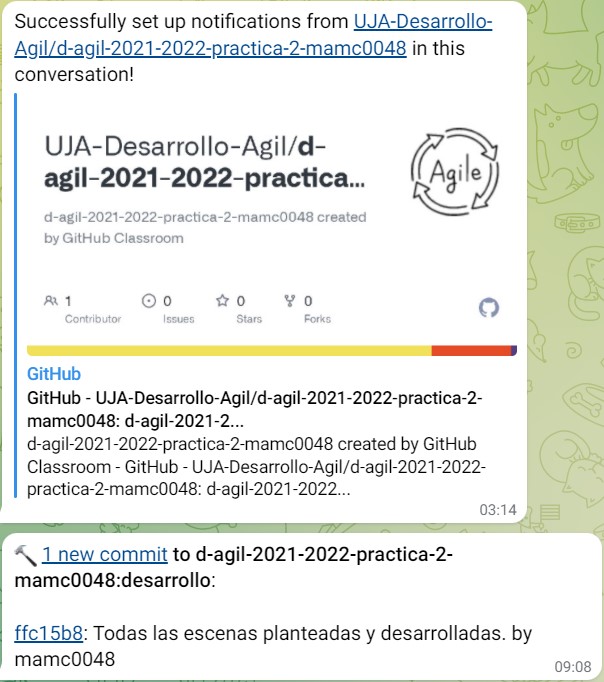 Successfully set up notifications from UJA-Desarrollo-
Agil/d-agil-2021-2022-practica-2-mamc0048 in this
conversation!
UJA-Desarrollo-Agil/d-
agil-2021-2022-practica...
Agile
d-agil-2021-2022-practica-2-mamc0048 created
by GitHub Classroom
1
Contributor
0
Issues
0
Stars
0
Forks
GitHub
GitHub - UJA-Desarrollo-Agil/d-agil-2021-2022-practica-2-
mamc0048: d-agil-2021-2...
d-agil-2021-2022-practica-2-mamc0048 created by GitHub
Classroom - GitHub - UJA-Desarrollo-Agil/d-agil-2021-2022-
practica-2-mamc0048: d-agil-2021-2022...
03:14
🔨 1 new commit to d-agil-2021-2022-practica-2-
mamc0048:desarrollo:
ffc15b8: Todas las escenas planteadas y desarrolladas. by
mamc0048
09:08